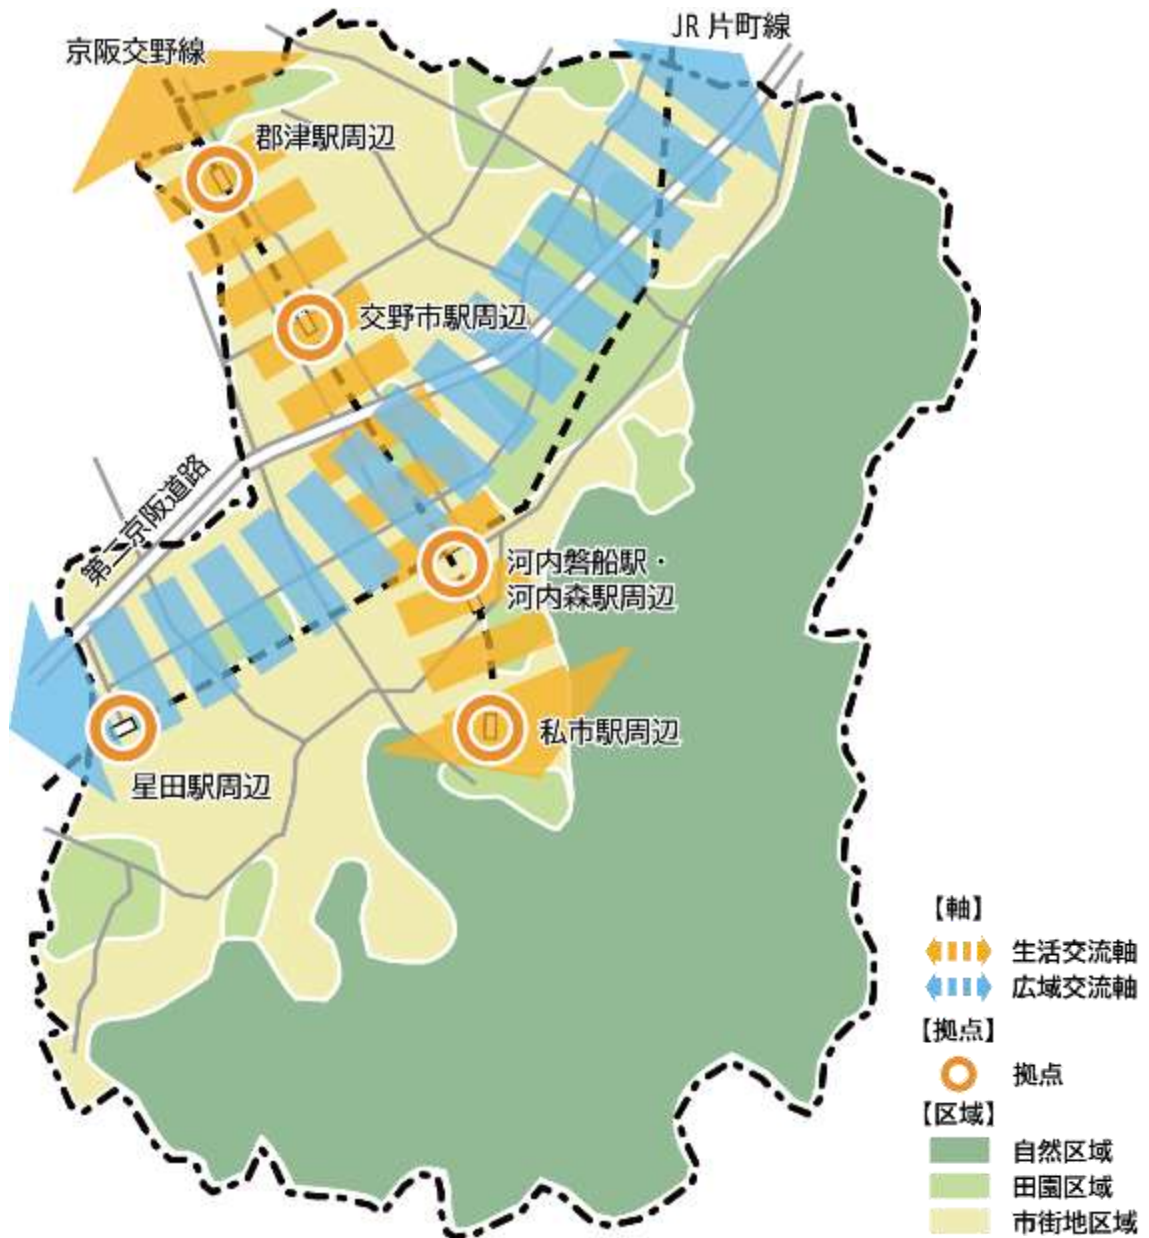 JR 片町線
京阪交野線
郡津駅周辺
交野市駅周辺
第二京阪道路
河内磐船駅・
河内森駅周辺
私市駅周辺
星田駅周辺
【軸】
生活交流軸
広域交流軸
【拠点】
拠点
【区域】
自然区域
田園区域
市街地区域